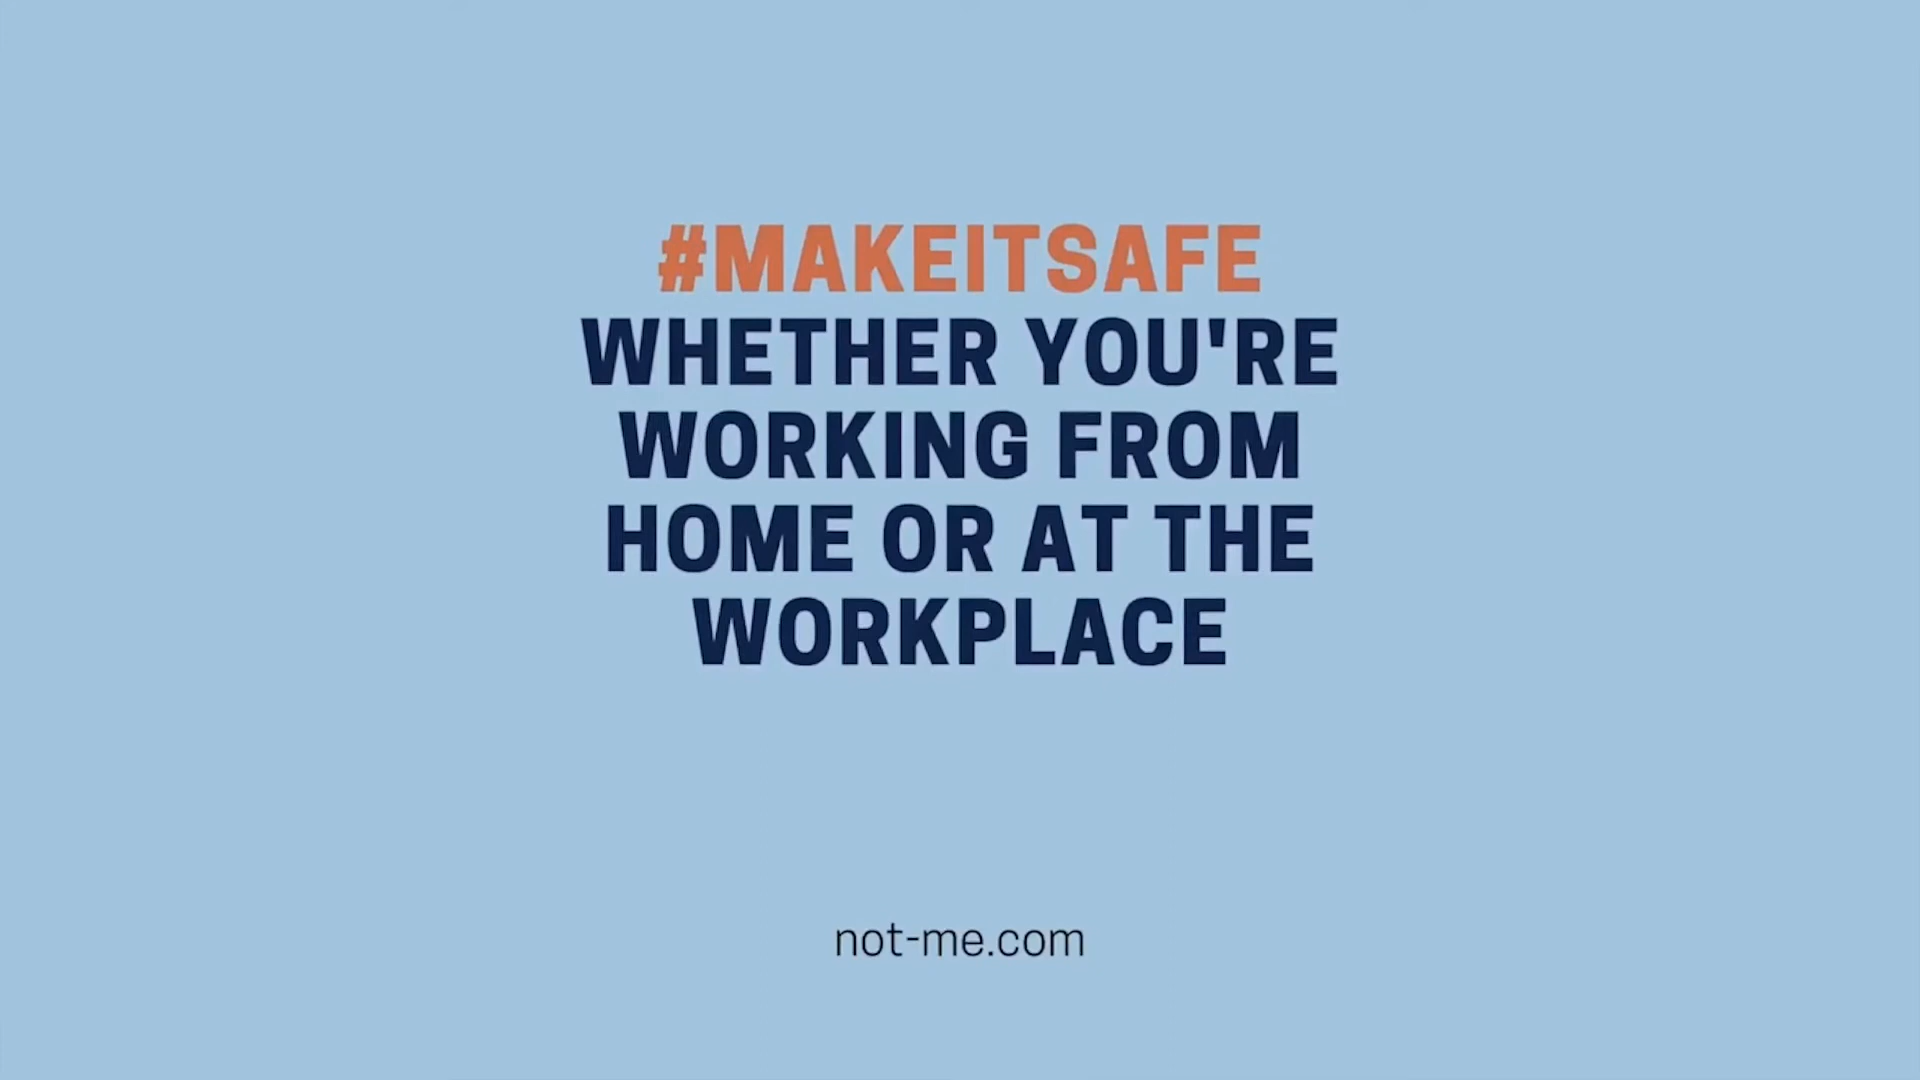 #MAKEITSAFE
WHETHER YOU'RE
WORKING FROM
HOME OR AT THE
WORKPLACE
not-me.com